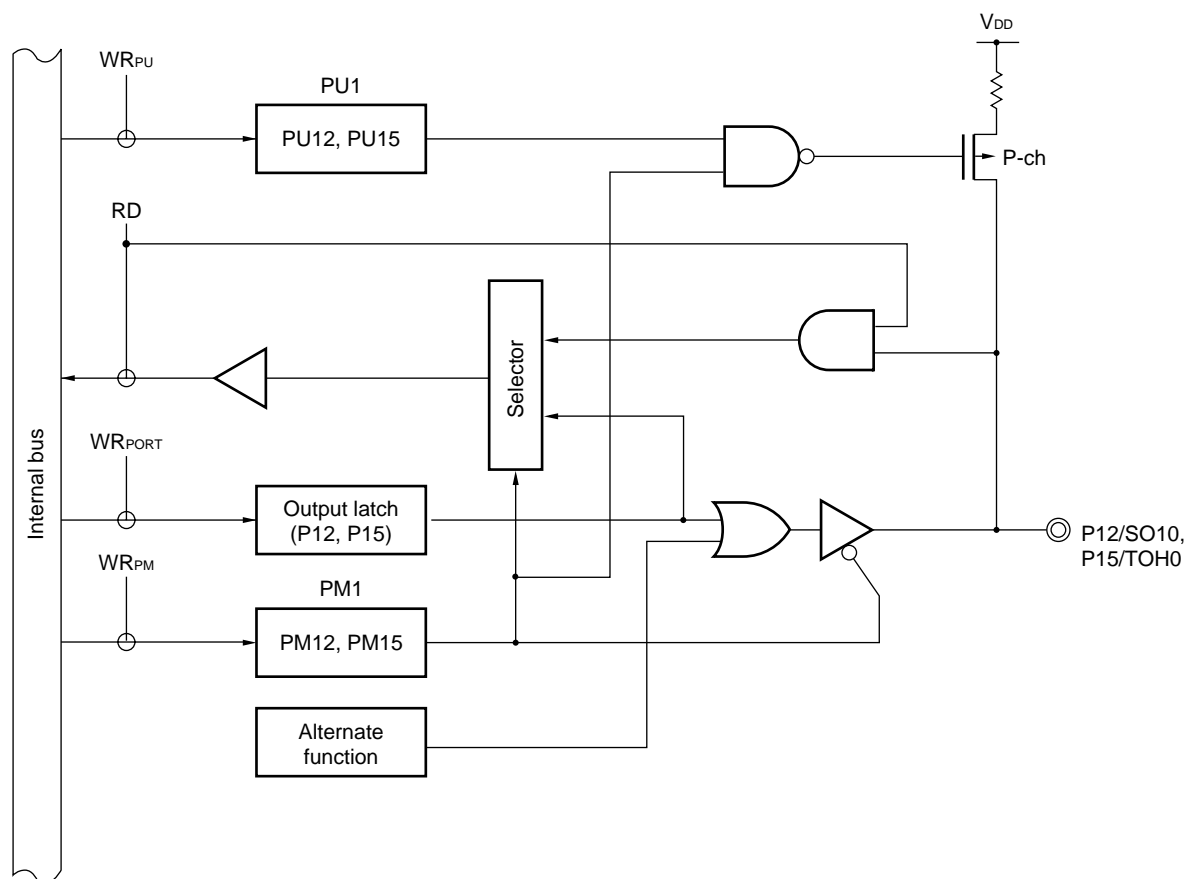 VDD
WRPU
PU1
PU12, PU15
P-ch
RD
Selector
Internal bus
WRPORT
Output latch
(P12, P15)
P12/SO10,
P15/TOH0
WRPM
PM1
PM12, PM15
Alternate
function